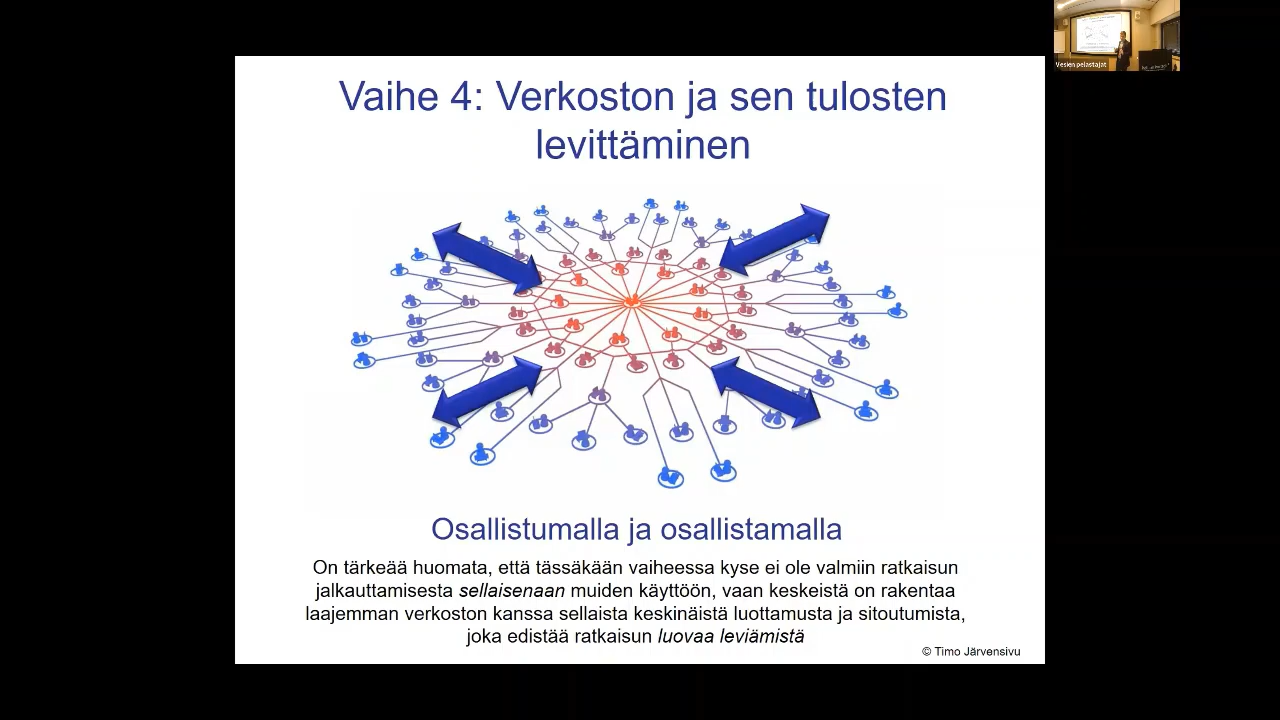 Vaihe 4: Verkoston ja sen tulosten
levittäminen
Osallistumalla ja osallistamalla
On tärkeää huomata, että tässäkään vaiheessa kyse ei ole valmiin ratkaisun
jalkauttamisesta sellaisenaan muiden käyttöön, vaan keskeistä on rakentaa
laajemman verkoston kanssa sellaista keskinäistä luottamusta ja sitoutumista,
joka edistää ratkaisun luovaa leviämistä
© Timo Järvensivu
Vesien pelastajat